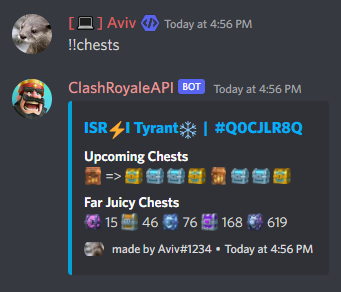 [💻] Aviv Today at 4:56 PM
!!chests
ClashRoyaleAPI BOT Today at 4:56 PM
ISR⚡I Tyrant❄ | #Q0CJLR8Q
Upcoming Chests
=>
Far Juicy Chests
15 46 76 168 619
made by Aviv#1234 • Today at 4:56 PM